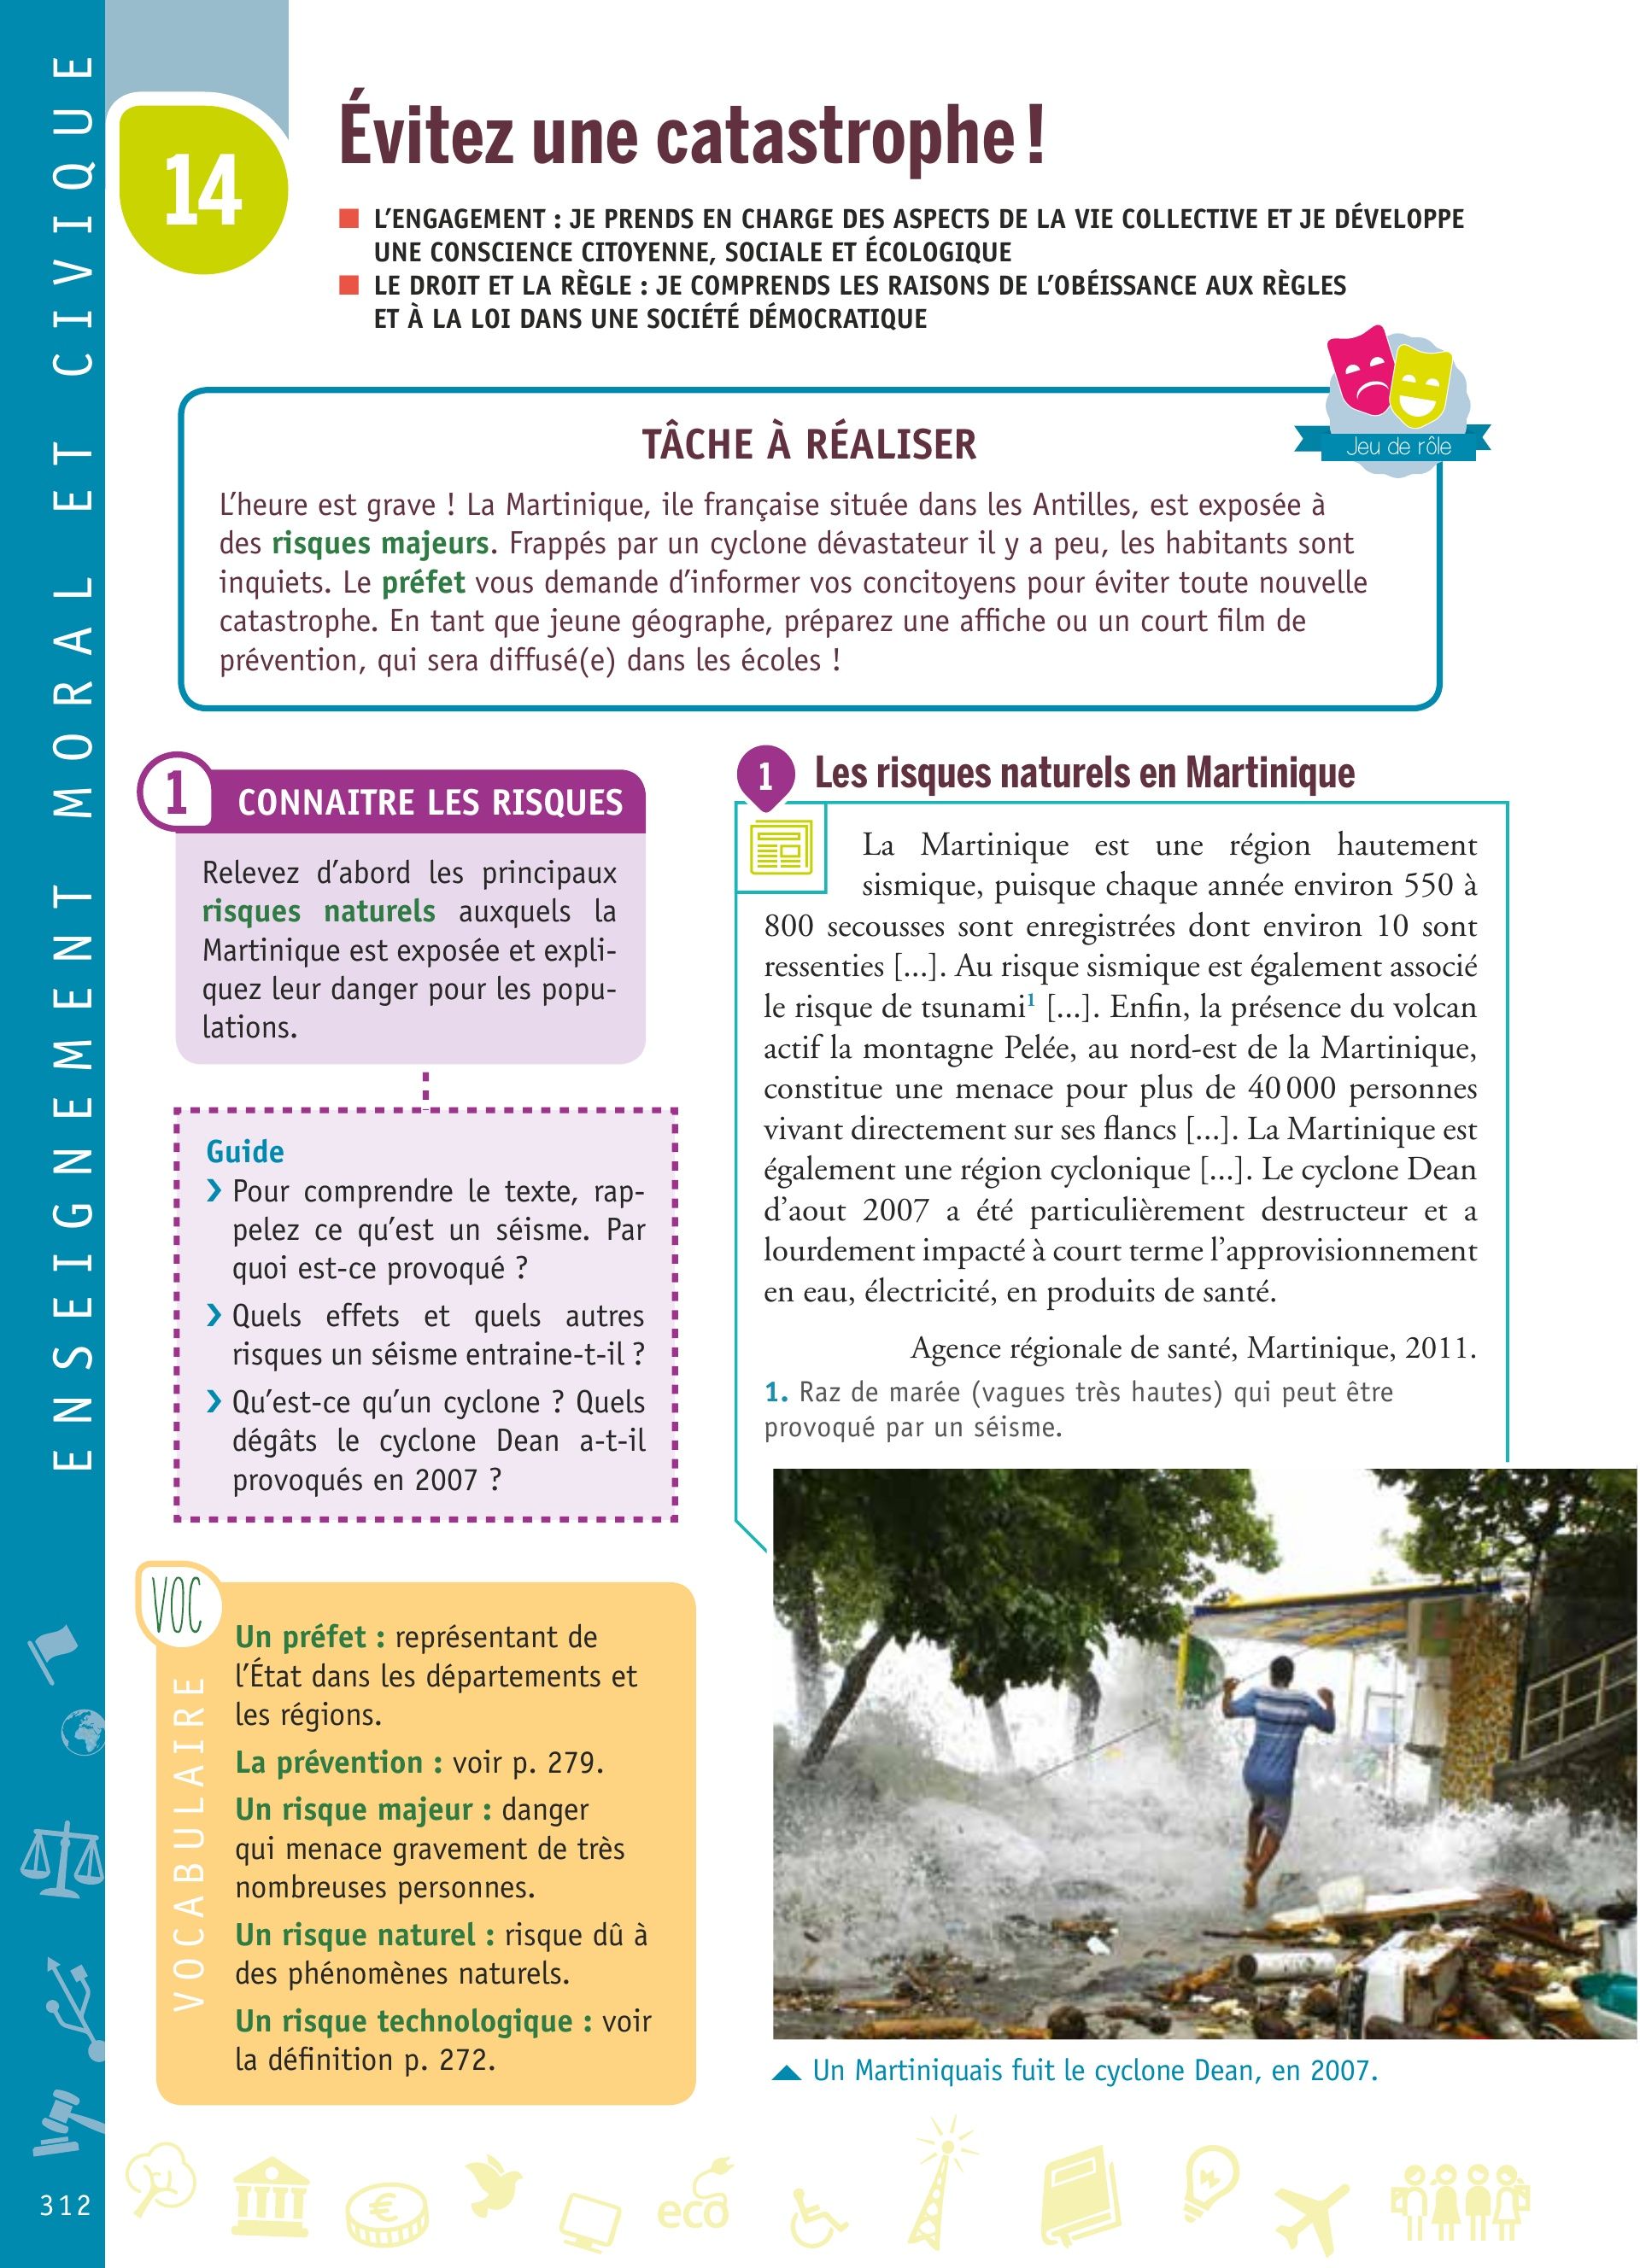 ENSEIGNEMENT MORAL ET CIVIQUE
14
Évitez une catastrophe !
L’ENGAGEMENT : JE PRENDS EN CHARGE DES ASPECTS DE LA VIE COLLECTIVE ET JE DÉVELOPPE
UNE CONSCIENCE CITOYENNE, SOCIALE ET ÉCOLOGIQUE
LE DROIT ET LA RÈGLE : JE COMPRENDS LES RAISONS DE L’OBÉISSANCE AUX RÈGLES
ET À LA LOI DANS UNE SOCIÉTÉ DÉMOCRATIQUE
Jeu de rôle
TÂCHE À RÉALISER
L’heure est grave ! La Martinique, ile française située dans les Antilles, est exposée à
des risques majeurs. Frappés par un cyclone dévastateur il y a peu, les habitants sont
inquiets. Le préfet vous demande d’informer vos concitoyens pour éviter toute nouvelle
catastrophe. En tant que jeune géographe, préparez une affiche ou un court film de
prévention, qui sera diffusé(e) dans les écoles !
1 CONNAITRE LES RISQUES
Relevez d’abord les principaux
risques naturels auxquels la
Martinique est exposée et expli-
quez leur danger pour les popu-
lations.
Guide
› Pour comprendre le texte, rap-
pelez ce qu’est un séisme. Par
quoi est-ce provoqué ?
› Quels effets et quels autres
risques un séisme entraine-t-il ?
› Qu’est-ce qu’un cyclone ? Quels
dégâts le cyclone Dean a-t-il
provoqués en 2007 ?
VOC
VOCABULAIRE
Un préfet : représentant de
l’État dans les départements et
les régions.
La prévention : voir p. 279.
Un risque majeur : danger
qui menace gravement de très
nombreuses personnes.
Un risque naturel : risque dû à
des phénomènes naturels.
Un risque technologique : voir
la définition p. 272.
1 Les risques naturels en Martinique
La Martinique est une région hautement
sismique, puisque chaque année environ 550 à
800 secousses sont enregistrées dont environ 10 sont
ressenties [...]. Au risque sismique est également associé
le risque de tsunami¹ [...]. Enfin, la présence du volcan
actif la montagne Pelée, au nord-est de la Martinique,
constitue une menace pour plus de 40 000 personnes
vivant directement sur ses flancs [...]. La Martinique est
également une région cyclonique [...]. Le cyclone Dean
d’aout 2007 a été particulièrement destructeur et a
lourdement impacté à court terme l’approvisionnement
en eau, électricité, en produits de santé.
Agence régionale de santé, Martinique, 2011.
1. Raz de marée (vagues très hautes) qui peut être
provoqué par un séisme.
Un Martiniquais fuit le cyclone Dean, en 2007.
eco
312